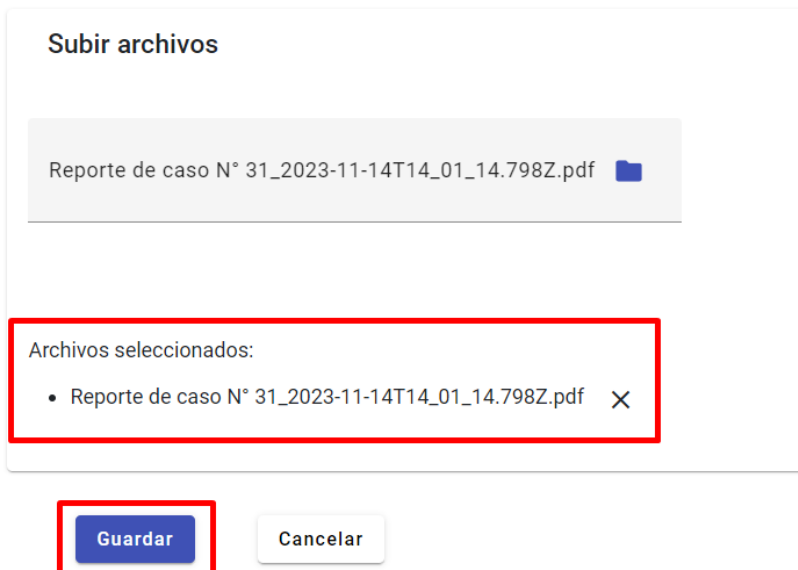 Subir archivos
Reporte de caso N° 31_2023-11-14T14_01_14.798Z.pdf
Archivos seleccionados:
• Reporte de caso N° 31_2023-11-14T14_01_14.798Z.pdf
Guardar Cancelar